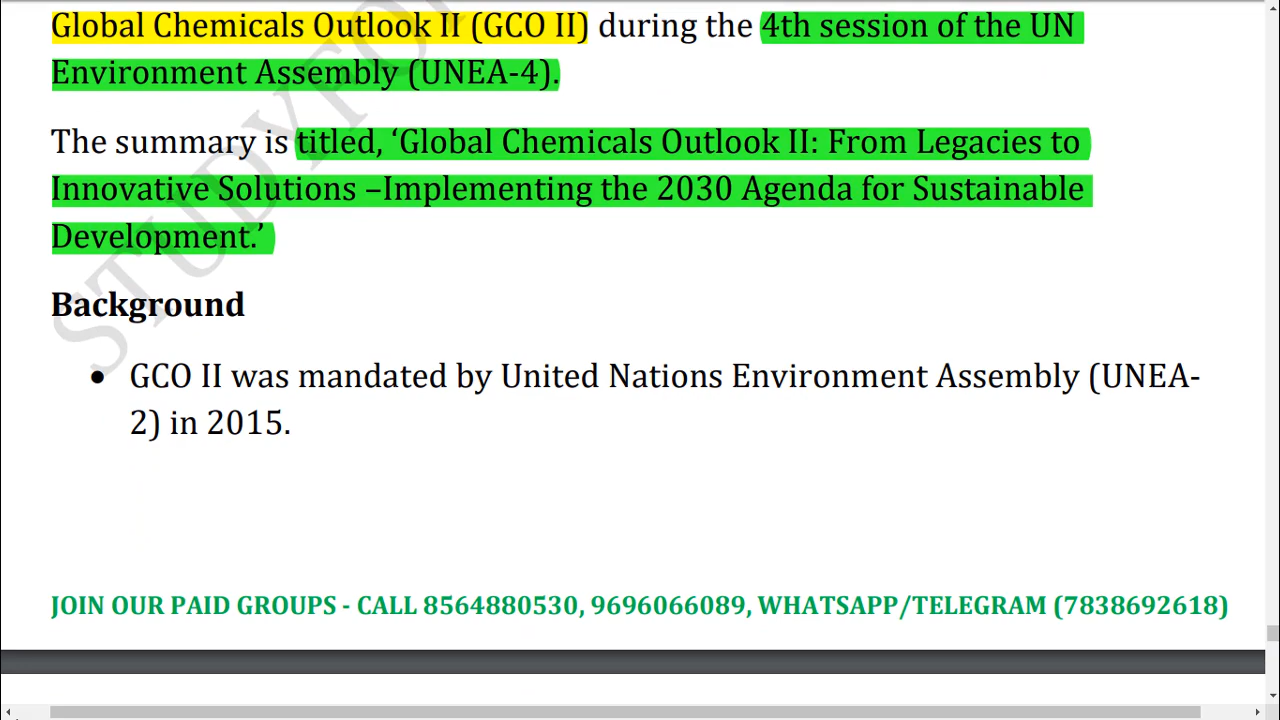 Global Chemicals Outlook II (GCO II) during the 4th session of the UN
Environment Assembly (UNEA-4).
The summary is titled, ‘Global Chemicals Outlook II: From Legacies to
Innovative Solutions –Implementing the 2030 Agenda for Sustainable
Development.’
Background
• GCO II was mandated by United Nations Environment Assembly (UNEA-
2) in 2015.
JOIN OUR PAID GROUPS - CALL 8564880530, 9696066089, WHATSAPP/TELEGRAM (7838692618)
STUDYFO